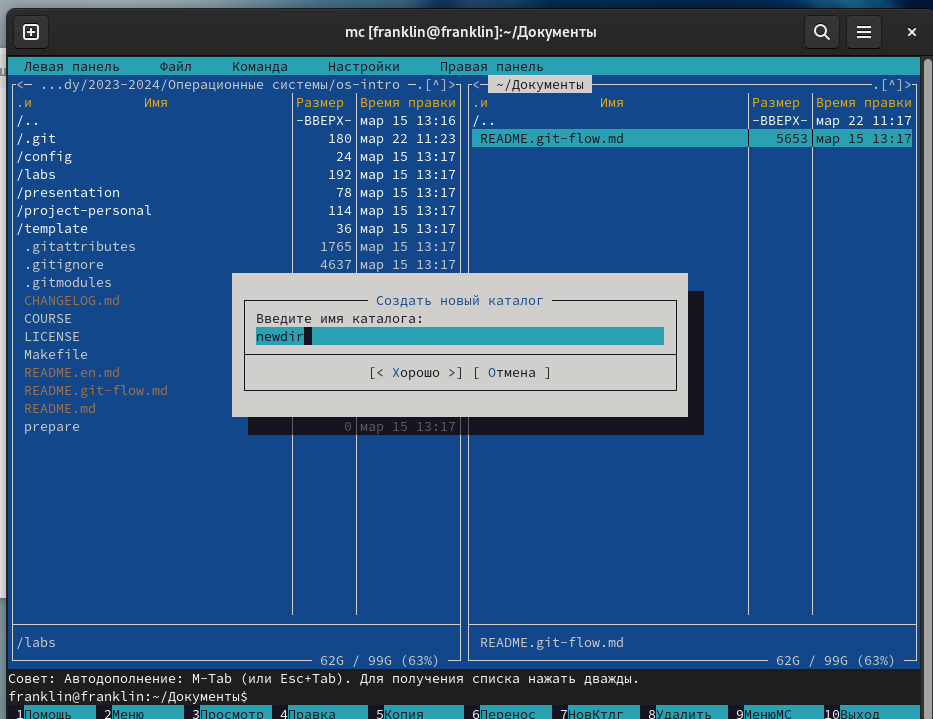 mc [franklin@franklin]:~/Документы
Левая панель Файл Команда Настройки Правая панель
<─ ...dy/2023-2024/Операционные системы/os-intro ─.[^]>
.и Имя Размер Время правки
/.. -ВВЕРХ- мар 15 13:16
/.git 180 мар 22 11:23
/config 24 мар 15 13:17
/labs 192 мар 15 13:17
/presentation 78 мар 15 13:17
/project-personal 114 мар 15 13:17
/template 36 мар 15 13:17
.gitattributes 1765 мар 15 13:17
.gitignore 4637 мар 15 13:17
.gitmodules
CHANGELOG.md
COURSE
LICENSE
Makefile
README.en.md
README.git-flow.md
README.md
prepare 0 мар 15 13:17
/labs
62G / 99G (63%)
<─ ~/Документы .[^]>
.и Имя Размер Время правки
/.. -ВВЕРХ- мар 22 11:17
README.git-flow.md 5653 мар 15 13:17
README.git-flow.md
62G / 99G (63%)
Создать новый каталог
Введите имя каталога:
newdir
[< Хорошо >] [ Отмена ]
Совет: Автодополнение: M-Tab (или Esc+Tab). Для получения списка нажать дважды.
franklin@franklin:~/Документы$
1Помощь 2Меню 3Просмотр 4Правка 5Копия 6Перенос 7НовКтлг 8Удалить 9МенюMC 10Выход